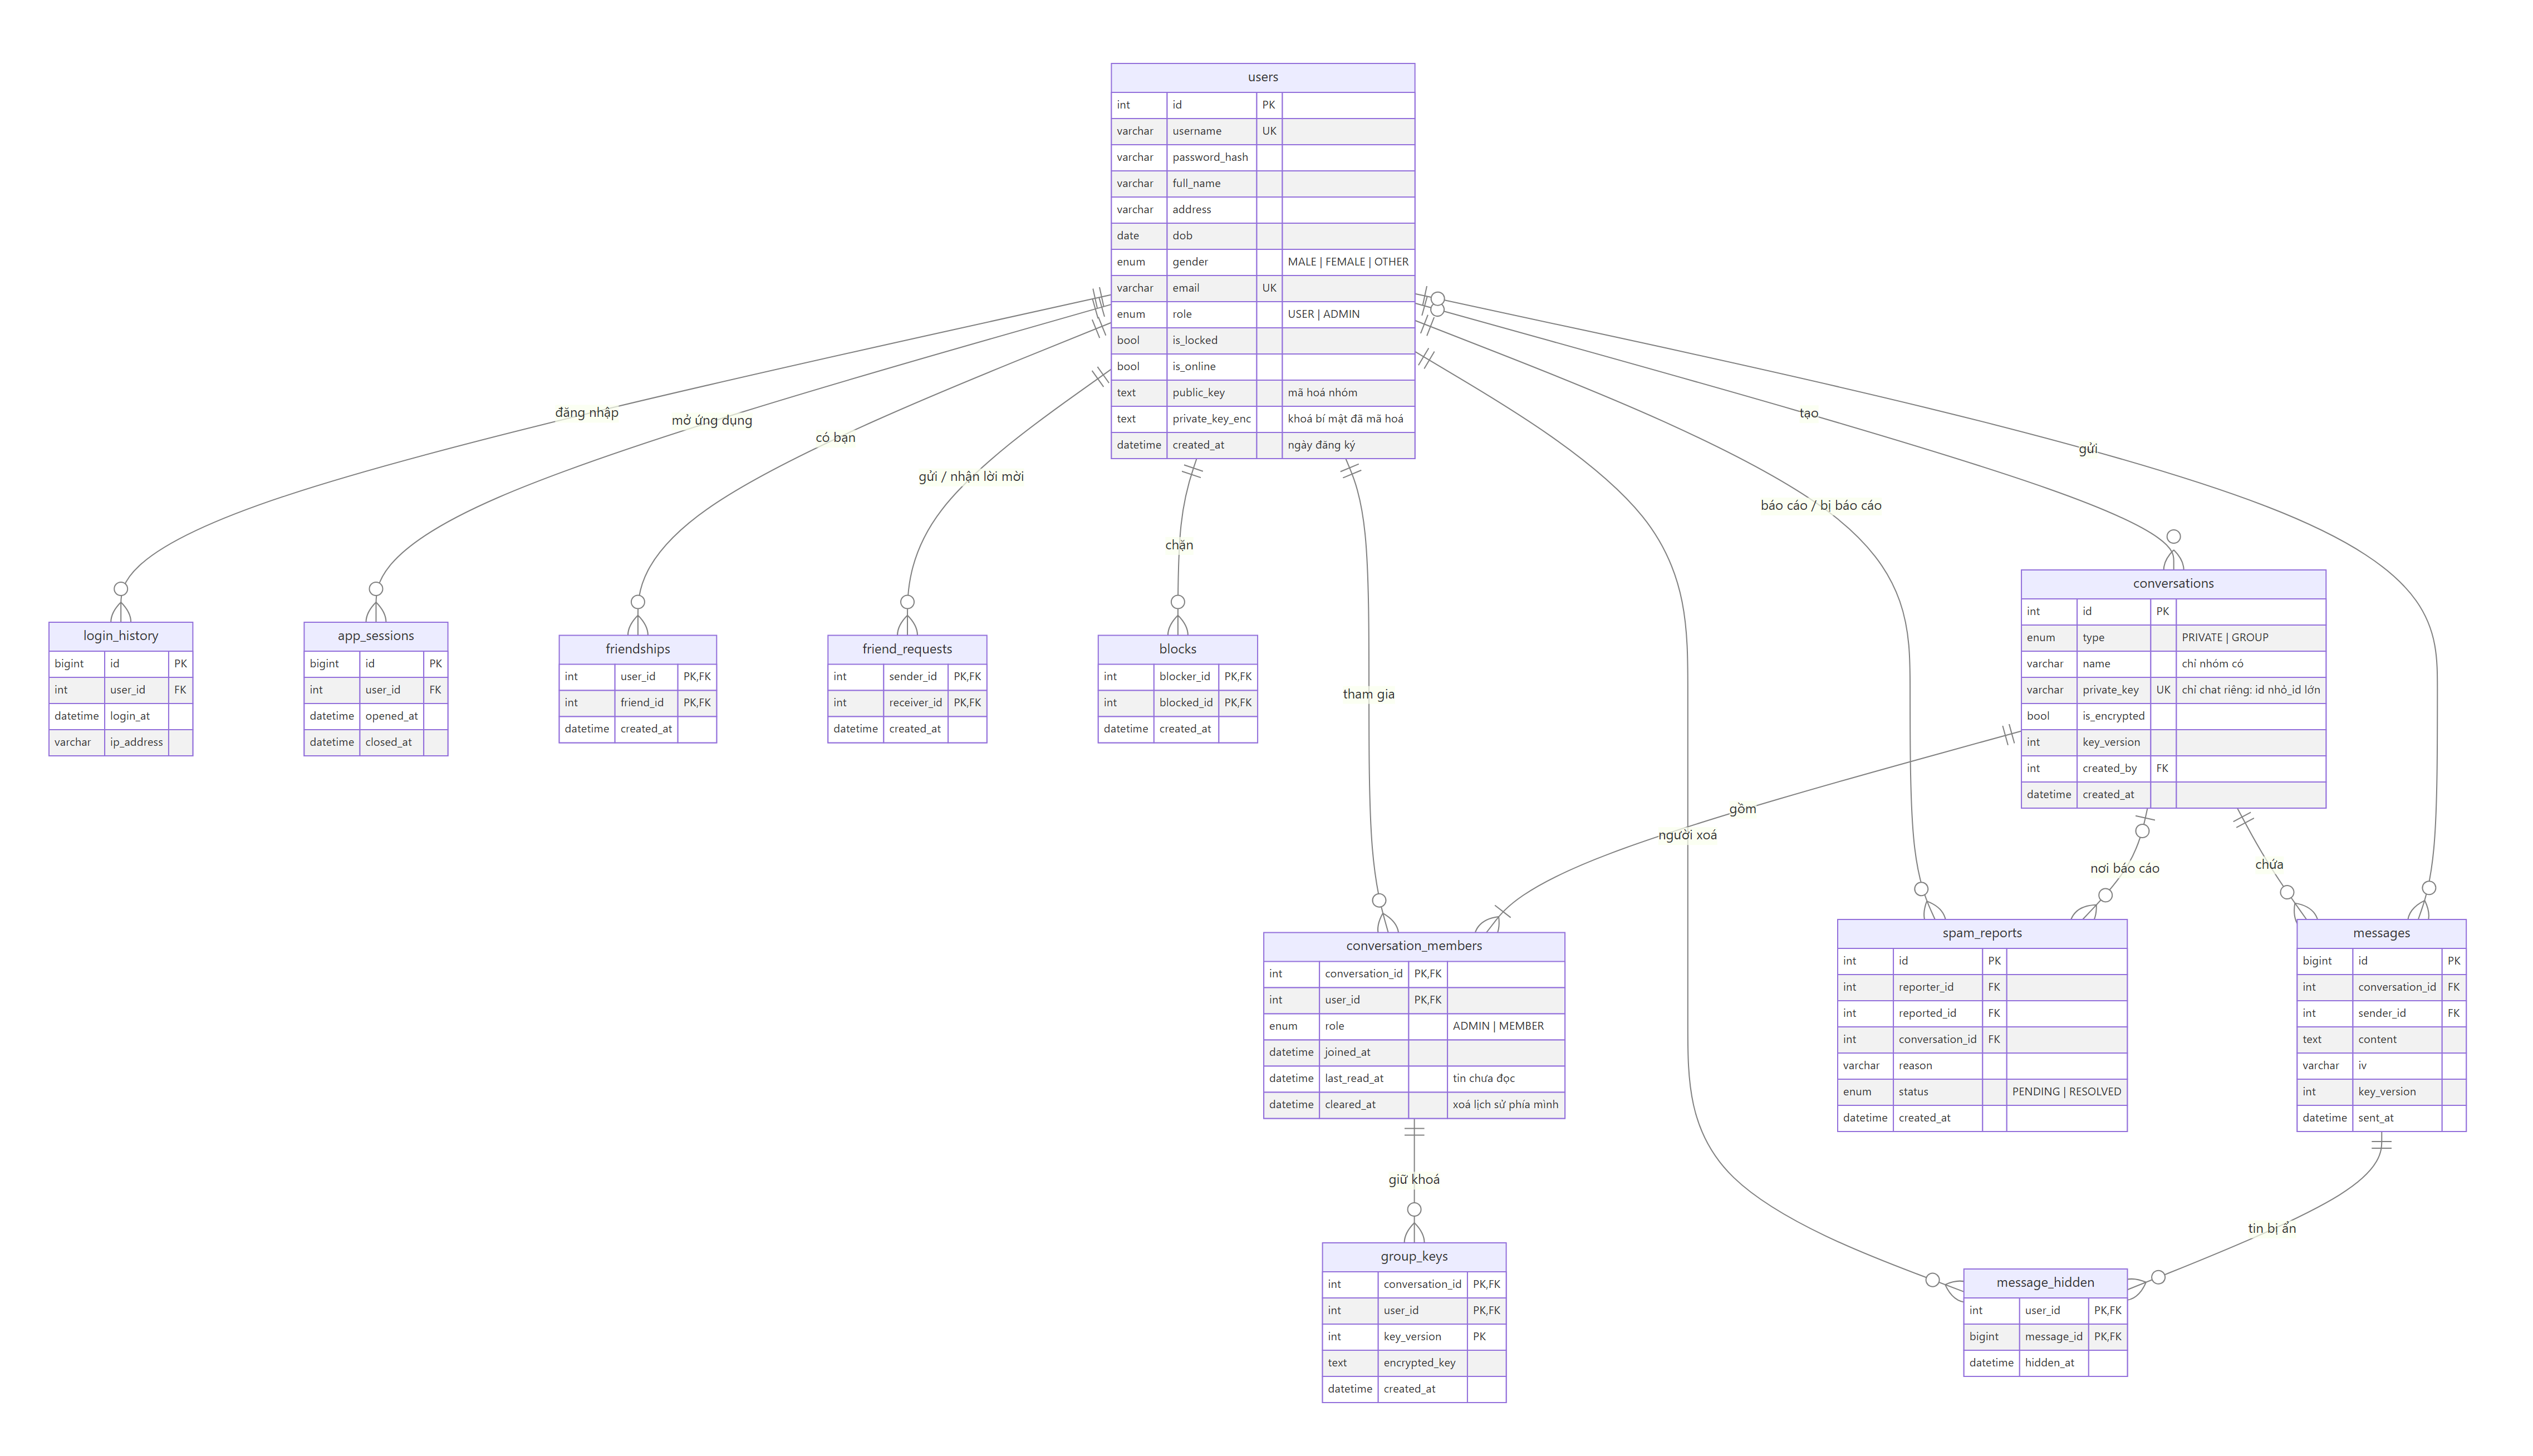 users
int id PK
varchar username UK
varchar password_hash
varchar full_name
varchar address
date dob
enum gender MALE | FEMALE | OTHER
varchar email UK
enum role USER | ADMIN
bool is_locked
bool is_online
text public_key mã hoá nhóm
text private_key_enc khoá bí mật đã mã hoá
datetime created_at ngày đăng ký
đăng nhập
mở ứng dụng
có bạn
gửi / nhận lời mời
chặn
tham gia
người xoá
báo cáo / bị báo cáo
tạo
gửi
login_history
bigint id PK
int user_id FK
datetime login_at
varchar ip_address
app_sessions
bigint id PK
int user_id FK
datetime opened_at
datetime closed_at
friendships
int user_id PK,FK
int friend_id PK,FK
datetime created_at
friend_requests
int sender_id PK,FK
int receiver_id PK,FK
datetime created_at
blocks
int blocker_id PK,FK
int blocked_id PK,FK
datetime created_at
conversations
int id PK
enum type PRIVATE | GROUP
varchar name chỉ nhóm có
varchar private_key UK chỉ chat riêng: id nhỏ_id lớn
bool is_encrypted
int key_version
int created_by FK
datetime created_at
gồm
nơi báo cáo
chứa
conversation_members
int conversation_id PK,FK
int user_id PK,FK
enum role ADMIN | MEMBER
datetime joined_at
datetime last_read_at tin chưa đọc
datetime cleared_at xoá lịch sử phía mình
spam_reports
int id PK
int reporter_id FK
int reported_id FK
int conversation_id FK
varchar reason
enum status PENDING | RESOLVED
datetime created_at
messages
bigint id PK
int conversation_id FK
int sender_id FK
text content
varchar iv
int key_version
datetime sent_at
giữ khoá
tin bị ẩn
group_keys
int conversation_id PK,FK
int user_id PK,FK
int key_version PK
text encrypted_key
datetime created_at
message_hidden
int user_id PK,FK
bigint message_id PK,FK
datetime hidden_at